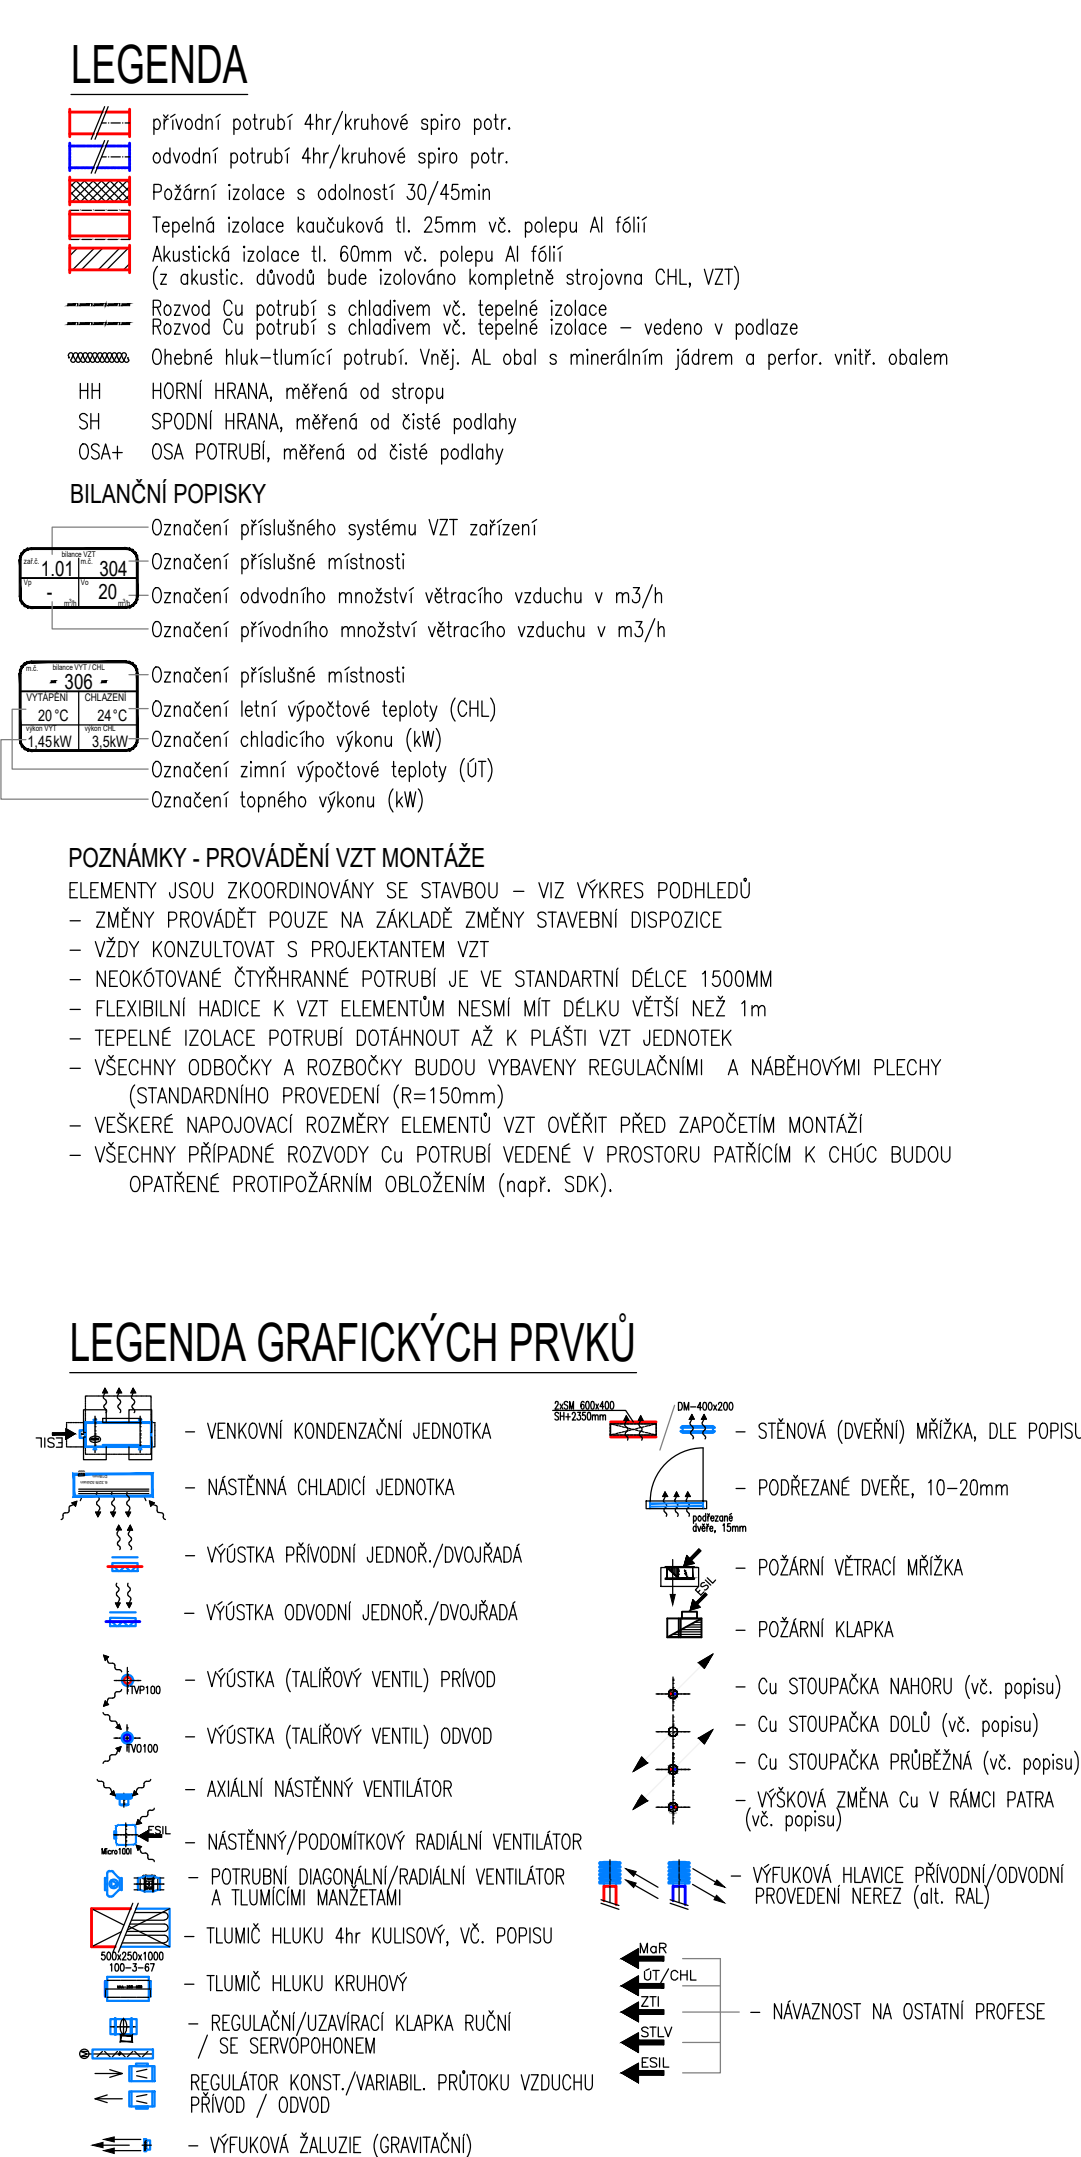 LEGENDA
přívodní potrubí 4hr/kruhové spiro potr.
odvodní potrubí 4hr/kruhové spiro potr.
Požární izolace s odolností 30/45min
Tepelná izolace kaučuková tl. 25mm vč. polepu Al fólií
Akustická izolace tl. 60mm vč. polepu Al fólií
(z akustic. důvodů bude izolováno kompletně strojovna CHL, VZT)
Rozvod Cu potrubí s chladivem vč. tepelné izolace
Rozvod Cu potrubí s chladivem vč. tepelné izolace – vedeno v podlaze
Ohebné hluk-tlumící potrubí. Vněj. AL obal s minerálním jádrem a perfor. vnitř. obalem
HH HORNÍ HRANA, měřená od stropu
SH SPODNÍ HRANA, měřená od čisté podlahy
OSA+ OSA POTRUBÍ, měřená od čisté podlahy
BILANČNÍ POPISKY
Označení příslušného systému VZT zařízení
bilance VZT
zař.č. 1.01 m.č. 304
Označení příslušné místnosti
Vp - m³/h Vo 20 m³/h
Označení odvodního množství větracího vzduchu v m3/h
Označení přívodního množství větracího vzduchu v m3/h
m.č. bilance VYT / CHL
- 306 -
Označení příslušné místnosti
VYTÁPĚNÍ CHLAZENÍ
20°C 24°C
Označení letní výpočtové teploty (CHL)
výkon VYT výkon CHL
1,45kW 3,5kW
Označení chladicího výkonu (kW)
Označení zimní výpočtové teploty (ÚT)
Označení topného výkonu (kW)
POZNÁMKY - PROVÁDĚNÍ VZT MONTÁŽE
ELEMENTY JSOU ZKOORDINOVÁNY SE STAVBOU – VIZ VÝKRES PODHLEDŮ
– ZMĚNY PROVÁDĚT POUZE NA ZÁKLADĚ ZMĚNY STAVEBNÍ DISPOZICE
– VŽDY KONZULTOVAT S PROJEKTANTEM VZT
– NEOKÓTOVANÉ ČTYŘHRANNÉ POTRUBÍ JE VE STANDARTNÍ DÉLCE 1500MM
– FLEXIBILNÍ HADICE K VZT ELEMENTŮM NESMÍ MÍT DÉLKU VĚTŠÍ NEŽ 1m
– TEPELNÉ IZOLACE POTRUBÍ DOTÁHNOUT AŽ K PLÁŠTI VZT JEDNOTEK
– VŠECHNY ODBOČKY A ROZBOČKY BUDOU VYBAVENY REGULAČNÍMI A NÁBĚHOVÝMI PLECHY
(STANDARDNÍHO PROVEDENÍ (R=150mm)
– VEŠKERÉ NAPOJOVACÍ ROZMĚRY ELEMENTŮ VZT OVĚŘIT PŘED ZAPOČETÍM MONTÁŽÍ
– VŠECHNY PŘÍPADNÉ ROZVODY Cu POTRUBÍ VEDENÉ V PROSTORU PATŘÍCÍM K CHÚC BUDOU
OPATŘENÉ PROTIPOŽÁRNÍM OBLOŽENÍM (např. SDK).
LEGENDA GRAFICKÝCH PRVKŮ
ESIL
– VENKOVNÍ KONDENZAČNÍ JEDNOTKA
– NÁSTĚNNÁ CHLADICÍ JEDNOTKA
– VÝÚSTKA PŘÍVODNÍ JEDNOŘ./DVOJŘADÁ
– VÝÚSTKA ODVODNÍ JEDNOŘ./DVOJŘADÁ
TVP100
– VÝÚSTKA (TALÍŘOVÝ VENTIL) PRÍVOD
TVO100
– VÝÚSTKA (TALÍŘOVÝ VENTIL) ODVOD
– AXIÁLNÍ NÁSTĚNNÝ VENTILÁTOR
ESIL
Micro100I
– NÁSTĚNNÝ/PODOMÍTKOVÝ RADIÁLNÍ VENTILÁTOR
– POTRUBNÍ DIAGONÁLNÍ/RADIÁLNÍ VENTILÁTOR
A TLUMÍCÍMI MANŽETAMI
– TLUMIČ HLUKU 4hr KULISOVÝ, VČ. POPISU
500x250x1000
100-3-67
– TLUMIČ HLUKU KRUHOVÝ
– REGULAČNÍ/UZAVÍRACÍ KLAPKA RUČNÍ
/ SE SERVOPOHONEM
REGULÁTOR KONST./VARIABIL. PRŮTOKU VZDUCHU
PŘÍVOD / ODVOD
– VÝFUKOVÁ ŽALUZIE (GRAVITAČNÍ)
2xSM 600x400
SH+2350mm
DM-400x200
– STĚNOVÁ (DVEŘNÍ) MŘÍŽKA, DLE POPISU
– PODŘEZANÉ DVEŘE, 10–20mm
podřezané
dvěře, 15mm
– POŽÁRNÍ VĚTRACÍ MŘÍŽKA
ESIL
– POŽÁRNÍ KLAPKA
– Cu STOUPAČKA NAHORU (vč. popisu)
– Cu STOUPAČKA DOLŮ (vč. popisu)
– Cu STOUPAČKA PRŮBĚŽNÁ (vč. popisu)
– VÝŠKOVÁ ZMĚNA Cu V RÁMCI PATRA
(vč. popisu)
– VÝFUKOVÁ HLAVICE PŘÍVODNÍ/ODVODNÍ
PROVEDENÍ NEREZ (alt. RAL)
MaR
ÚT/CHL
ZTI
STLV
ESIL
– NÁVAZNOST NA OSTATNÍ PROFESE